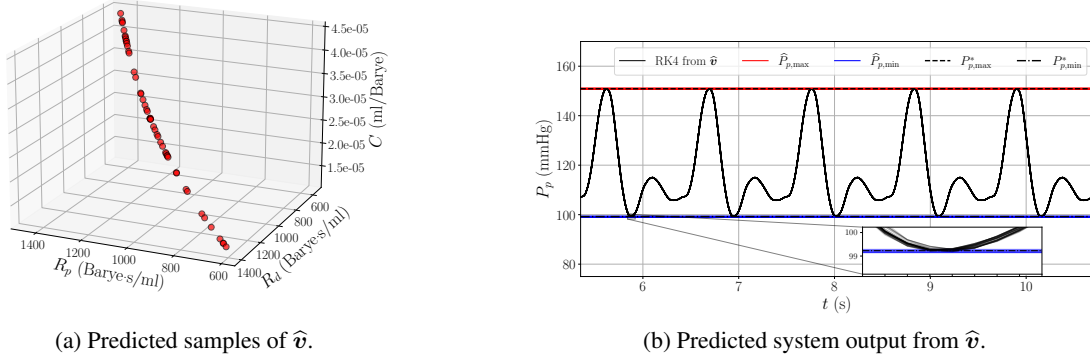 4.5e-05
4.0e-05
3.5e-05
3.0e-05
2.5e-05
2.0e-05
1.5e-05
C (ml/Barye)
600
800
1000
1200
1400
R_d (Barye·s/ml)
1400
1200
1000
800
600
R_p (Barye·s/ml)
(a) Predicted samples of v̂.
RK4 from v̂
P̂_p,max
P̂_p,min
P*_p,max
P*_p,min
160
140
120
100
80
P_p (mmHg)
100
99
6
7
8
9
10
t (s)
(b) Predicted system output from v̂.